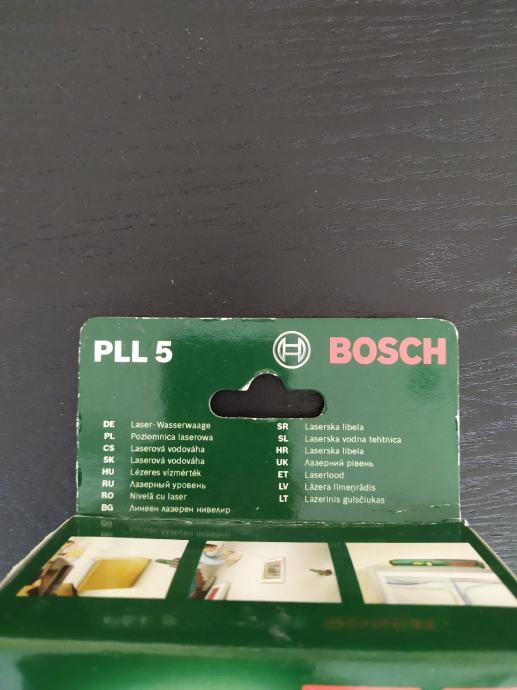 PLL 5
BOSCH
DE Laser-Wasserwaage
PL Poziomnica laserowa
CS Laserová vodováha
SK Laserová vodováha
HU Lézeres vízmérték
RU Лазерный уровень
RO Nivelă cu laser
BG Линеен лазерен нивелир
SR Laserska libela
SL Laserska vodna tehtnica
HR Laserska libela
UK Лазерний рівень
ET Laserlood
LV Lāzera līmeņrādis
LT Lazerinis gulsčiukas